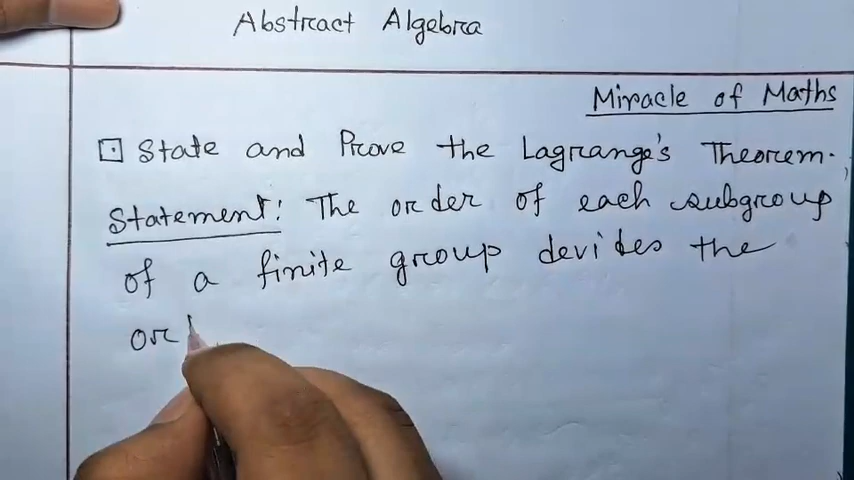 Abstract Algebra
Miracle of Maths
State and Prove the Lagrange's Theorem.
Statement: The order of each subgroup
of a finite group devides the
or